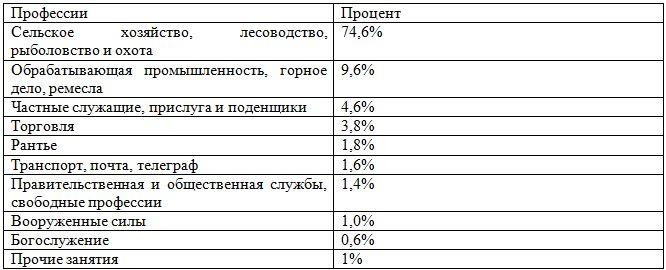 Профессии Процент
Сельское хозяйство, лесоводство, 74,6%
рыболовство и охота
Обрабатывающая промышленность, горное 9,6%
дело, ремесла
Частные служащие, прислуга и поденщики 4,6%
Торговля 3,8%
Рантье 1,8%
Транспорт, почта, телеграф 1,6%
Правительственная и общественная службы, 1,4%
свободные профессии
Вооруженные силы 1,0%
Богослужение 0,6%
Прочие занятия 1%